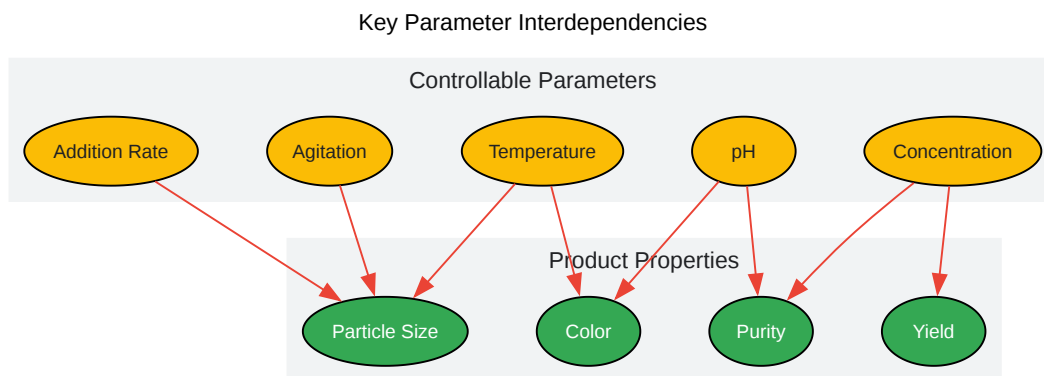 Key Parameter Interdependencies
Controllable Parameters
Addition Rate
Agitation
Temperature
pH
Concentration
Product Properties
Particle Size
Color
Purity
Yield